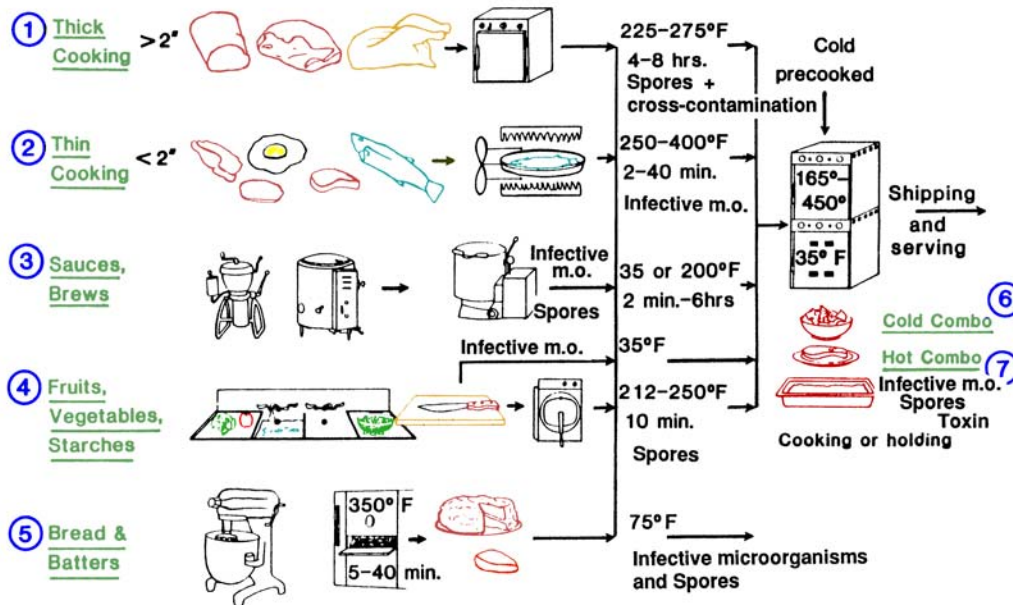 1 Thick
Cooking >2"
225-275°F
4-8 hrs.
Spores +
cross-contamination
Cold
precooked
2 Thin
Cooking <2"
250-400°F
2-40 min.
Infective m.o.
165°-
450°
35° F
Shipping
and
serving
3 Sauces,
Brews
Infective
m.o.
Spores
35 or 200°F
2 min.-6hrs
Infective m.o.
35°F
4 Fruits,
Vegetables,
Starches
212-250°F
10 min.
Spores
6
Cold Combo
Hot Combo
7
Infective m.o.
Spores
Toxin
Cooking or holding
5 Bread &
Batters
350° F
5-40 min.
75°F
Infective microorganisms
and Spores